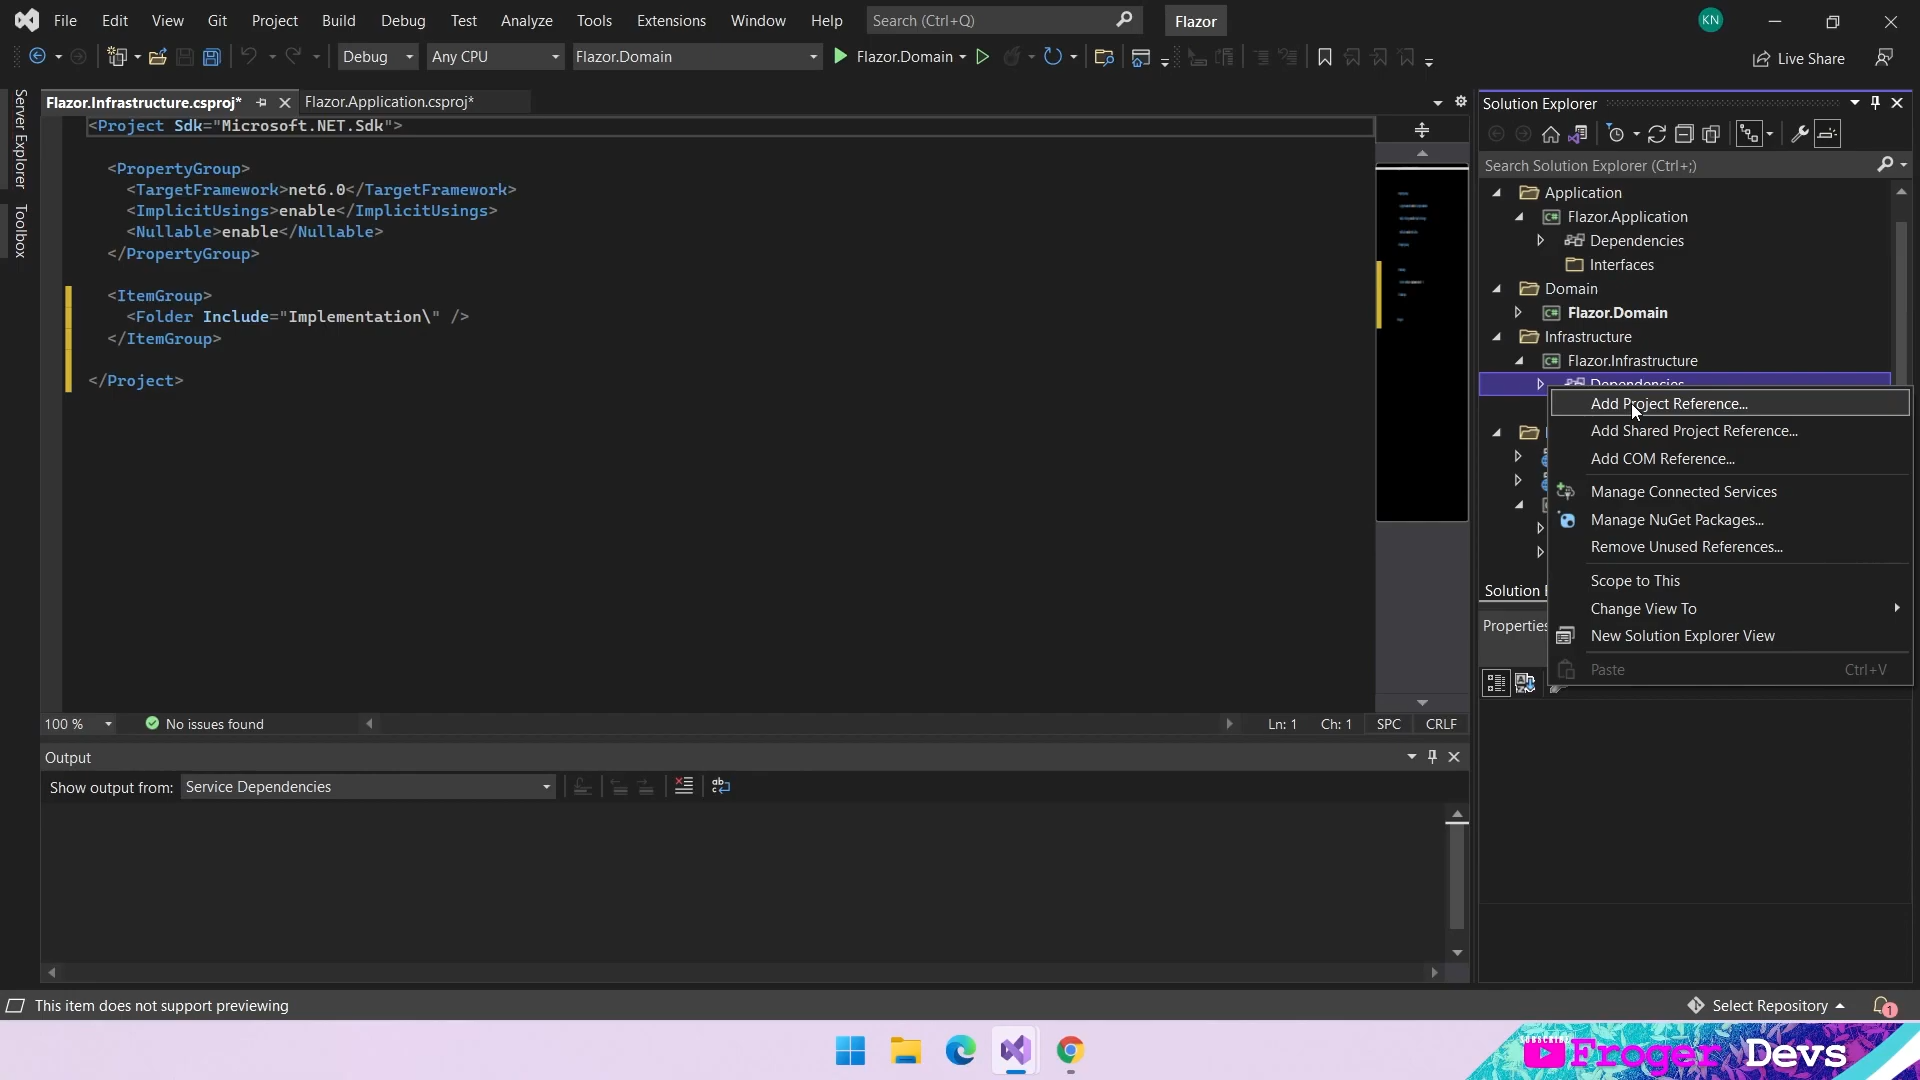 File Edit View Git Project Build Debug Test Analyze Tools Extensions Window Help Search (Ctrl+Q) Flazor KN
Debug Any CPU Flazor.Domain Flazor.Domain Live Share
Server Explorer
Toolbox
Flazor.Infrastructure.csproj* Flazor.Application.csproj*
<Project Sdk="Microsoft.NET.Sdk">
<PropertyGroup>
<TargetFramework>net6.0</TargetFramework>
<ImplicitUsings>enable</ImplicitUsings>
<Nullable>enable</Nullable>
</PropertyGroup>
<ItemGroup>
<Folder Include="Implementation\" />
</ItemGroup>
</Project>
100 % No issues found Ln: 1 Ch: 1 SPC CRLF
Output
Show output from: Service Dependencies
Solution Explorer
Search Solution Explorer (Ctrl+;)
Application
Flazor.Application
Dependencies
Interfaces
Domain
Flazor.Domain
Infrastructure
Flazor.Infrastructure
Dependencies
Add Project Reference...
Add Shared Project Reference...
Add COM Reference...
Manage Connected Services
Manage NuGet Packages...
Remove Unused References...
Scope to This
Change View To
New Solution Explorer View
Paste Ctrl+V
Solution
Properties
This item does not support previewing Select Repository 1
SUBSCRIBE
Froger Devs